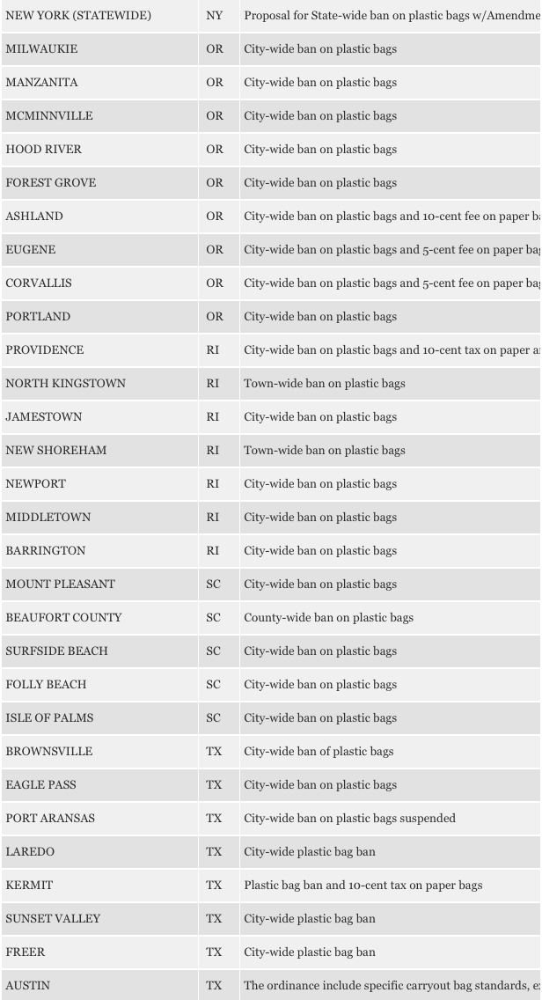 NEW YORK (STATEWIDE) NY Proposal for State-wide ban on plastic bags
MILWAUKIE OR City-wide ban on plastic bags
MANZANITA OR City-wide ban on plastic bags
MCMINNVILLE OR City-wide ban on plastic bags
HOOD RIVER OR City-wide ban on plastic bags
FOREST GROVE OR City-wide ban on plastic bags
ASHLAND OR City-wide ban on plastic bags and 10-cent fee on paper
EUGENE OR City-wide ban on plastic bags and 5-cent fee on paper
CORVALLIS OR City-wide ban on plastic bags and 5-cent fee on paper
PORTLAND OR City-wide ban on plastic bags
PROVIDENCE RI City-wide ban on plastic bags and 10-cent tax on paper
NORTH KINGSTOWN RI Town-wide ban on plastic bags
JAMESTOWN RI City-wide ban on plastic bags
NEW SHOREHAM RI Town-wide ban on plastic bags
NEWPORT RI City-wide ban on plastic bags
MIDDLETOWN RI City-wide ban on plastic bags
BARRINGTON RI City-wide ban on plastic bags
MOUNT PLEASANT SC City-wide ban on plastic bags
BEAUFORT COUNTY SC County-wide ban on plastic bags
SURFSIDE BEACH SC City-wide ban on plastic bags
FOLLY BEACH SC City-wide ban on plastic bags
ISLE OF PALMS SC City-wide ban on plastic bags
BROWNSVILLE TX City-wide ban of plastic bags
EAGLE PASS TX City-wide ban on plastic bags
PORT ARANSAS TX City-wide ban on plastic bags suspended
LAREDO TX City-wide plastic bag ban
KERMIT TX Plastic bag ban and 10-cent tax on paper bags
SUNSET VALLEY TX City-wide plastic bag ban
FREER TX City-wide plastic bag ban
AUSTIN TX The ordinance include specific carryout bag standards,